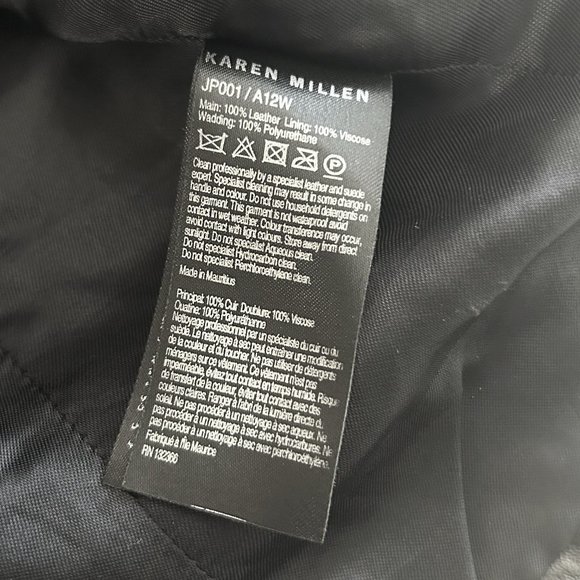 KAREN MILLEN
JP001 / A12W
Main: 100% Leather Lining: 100% Viscose
Wadding: 100% Polyurethane
P
Clean professionally by a specialist leather and suede
expert. Specialist cleaning may result in some change in
handle and colour. Do not use household detergents on
this garment. This garment is not waterproof avoid
contact in wet weather. Colour transference may occur,
avoid contact with light colours. Store away from direct
sunlight. Do not specialist Aqueous clean.
Do not specialist Hydrocarbon clean.
Do not specialist Perchloroethylene clean.
Made in Mauritius
Principal: 100% Cuir Doublure: 100% Viscose
Ouatine: 100% Polyuréthanne
Nettoyage professionnel par un spécialiste du cuir ou du
suède. Le nettoyage à sec peut entraîner une modification
de la couleur et du toucher. Ne pas utiliser de détergents
ménagers sur ce vêtement. Ce vêtement n'est pas
imperméable, évitez tout contact en temps humide. Risque
de transfert de la couleur, éviter tout contact avec des
couleurs claires. Ranger à l'abri de la lumière directe du
soleil. Ne pas procéder à un nettoyage à sec aqueux. Ne
pas procéder à un nettoyage à sec avec hydrocarbures. Ne
pas procéder à un nettoyage à sec avec perchloroéthylène.
Fabriqué à l'île Maurice
RN 132366